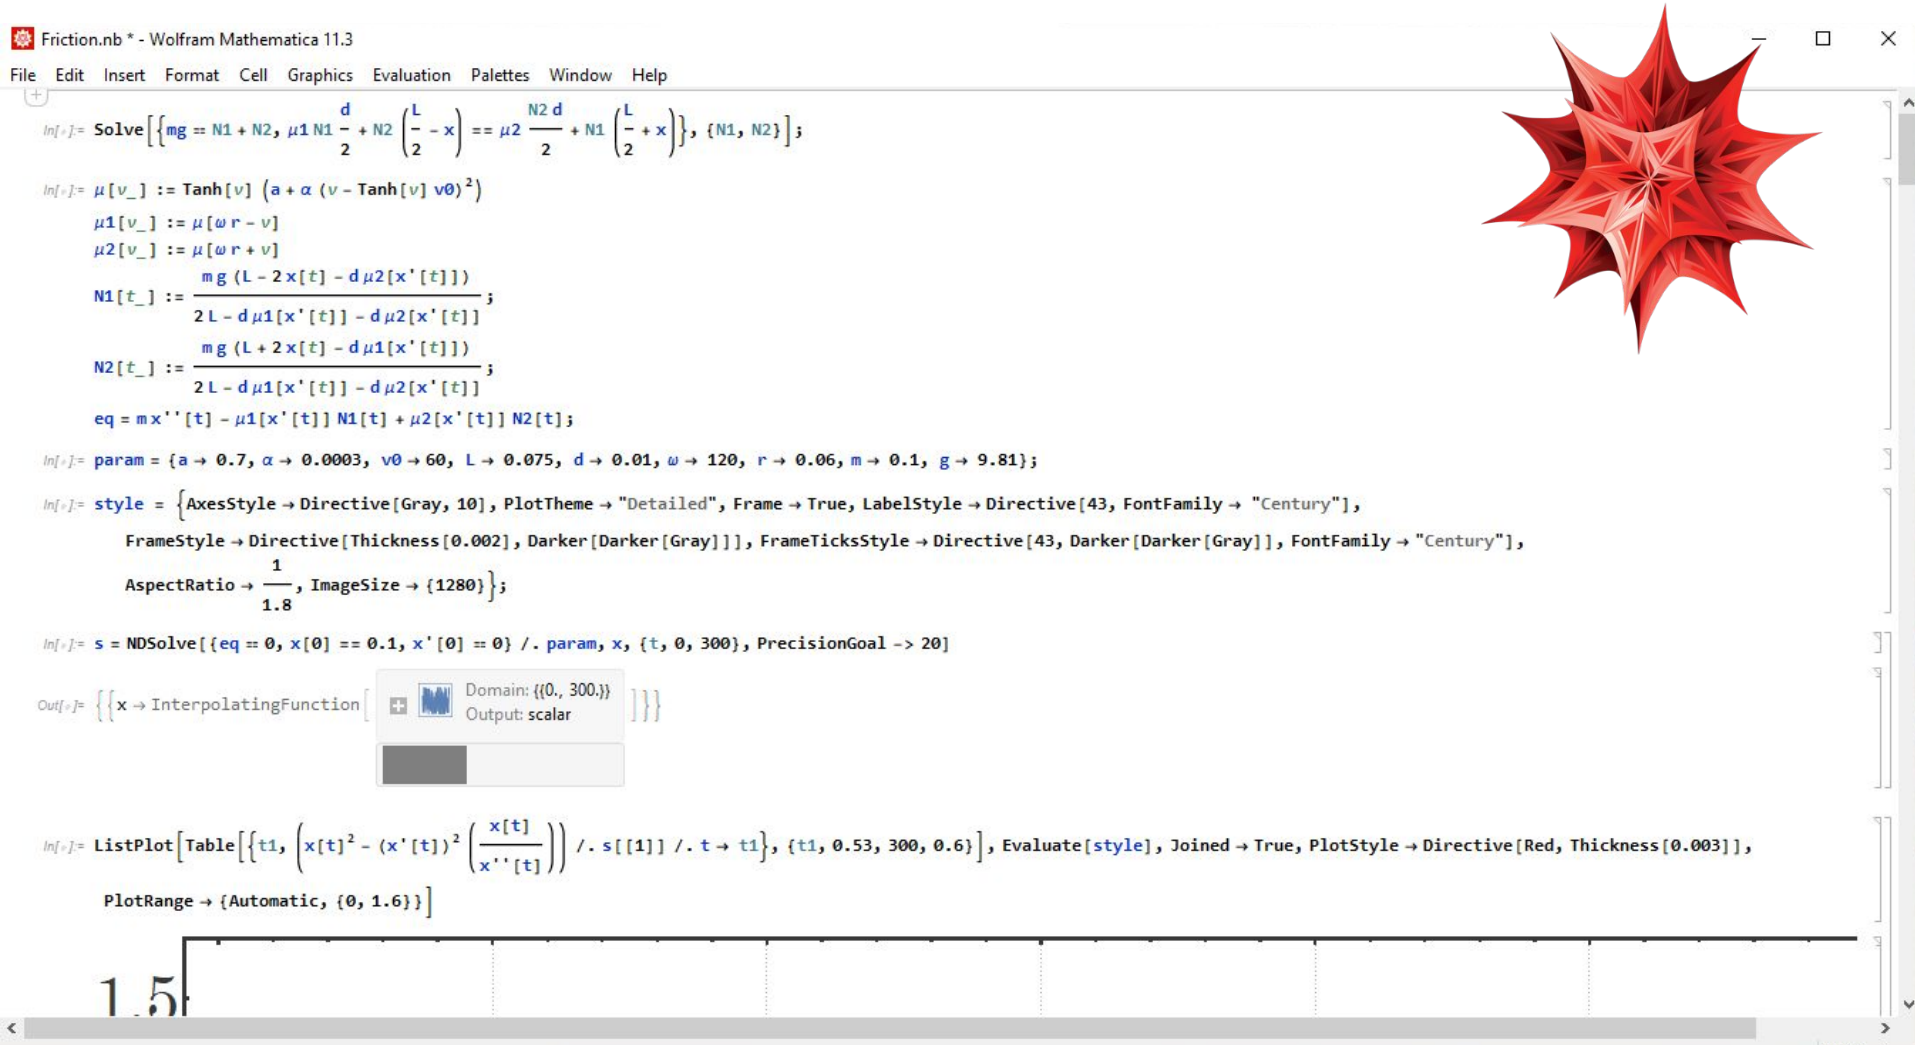 Friction.nb * - Wolfram Mathematica 11.3
File Edit Insert Format Cell Graphics Evaluation Palettes Window Help
In[◦]:= Solve[{mg == N1 + N2, μ1 N1 d/2 + N2 (L/2 - x) == μ2 N2 d/2 + N1 (L/2 + x)}, {N1, N2}];
In[◦]:= μ[v_] := Tanh[v] (a + α (v - Tanh[v] v0)²)
μ1[v_] := μ[ω r - v]
μ2[v_] := μ[ω r + v]
N1[t_] := m g (L - 2 x[t] - d μ2[x'[t]]) / 2 L - d μ1[x'[t]] - d μ2[x'[t]] ;
N2[t_] := m g (L + 2 x[t] - d μ1[x'[t]]) / 2 L - d μ1[x'[t]] - d μ2[x'[t]] ;
eq = m x''[t] - μ1[x'[t]] N1[t] + μ2[x'[t]] N2[t];
In[◦]:= param = {a → 0.7, α → 0.0003, v0 → 60, L → 0.075, d → 0.01, ω → 120, r → 0.06, m → 0.1, g → 9.81};
In[◦]:= style = {AxesStyle → Directive[Gray, 10], PlotTheme → "Detailed", Frame → True, LabelStyle → Directive[43, FontFamily → "Century"],
FrameStyle → Directive[Thickness[0.002], Darker[Darker[Gray]]], FrameTicksStyle → Directive[43, Darker[Darker[Gray]], FontFamily → "Century"],
AspectRatio → 1/1.8, ImageSize → {1280}};
In[◦]:= s = NDSolve[{eq == 0, x[0] == 0.1, x'[0] == 0} /. param, x, {t, 0, 300}, PrecisionGoal -> 20]
Out[◦]= {{x → InterpolatingFunction[ Domain: {{0., 300.}}
Output: scalar ]}}
In[◦]:= ListPlot[Table[{t1, (x[t]² - (x'[t])² (x[t]/x''[t])) /. s[[1]] /. t → t1}, {t1, 0.53, 300, 0.6}], Evaluate[style], Joined → True, PlotStyle → Directive[Red, Thickness[0.003]],
PlotRange → {Automatic, {0, 1.6}}]
1.5